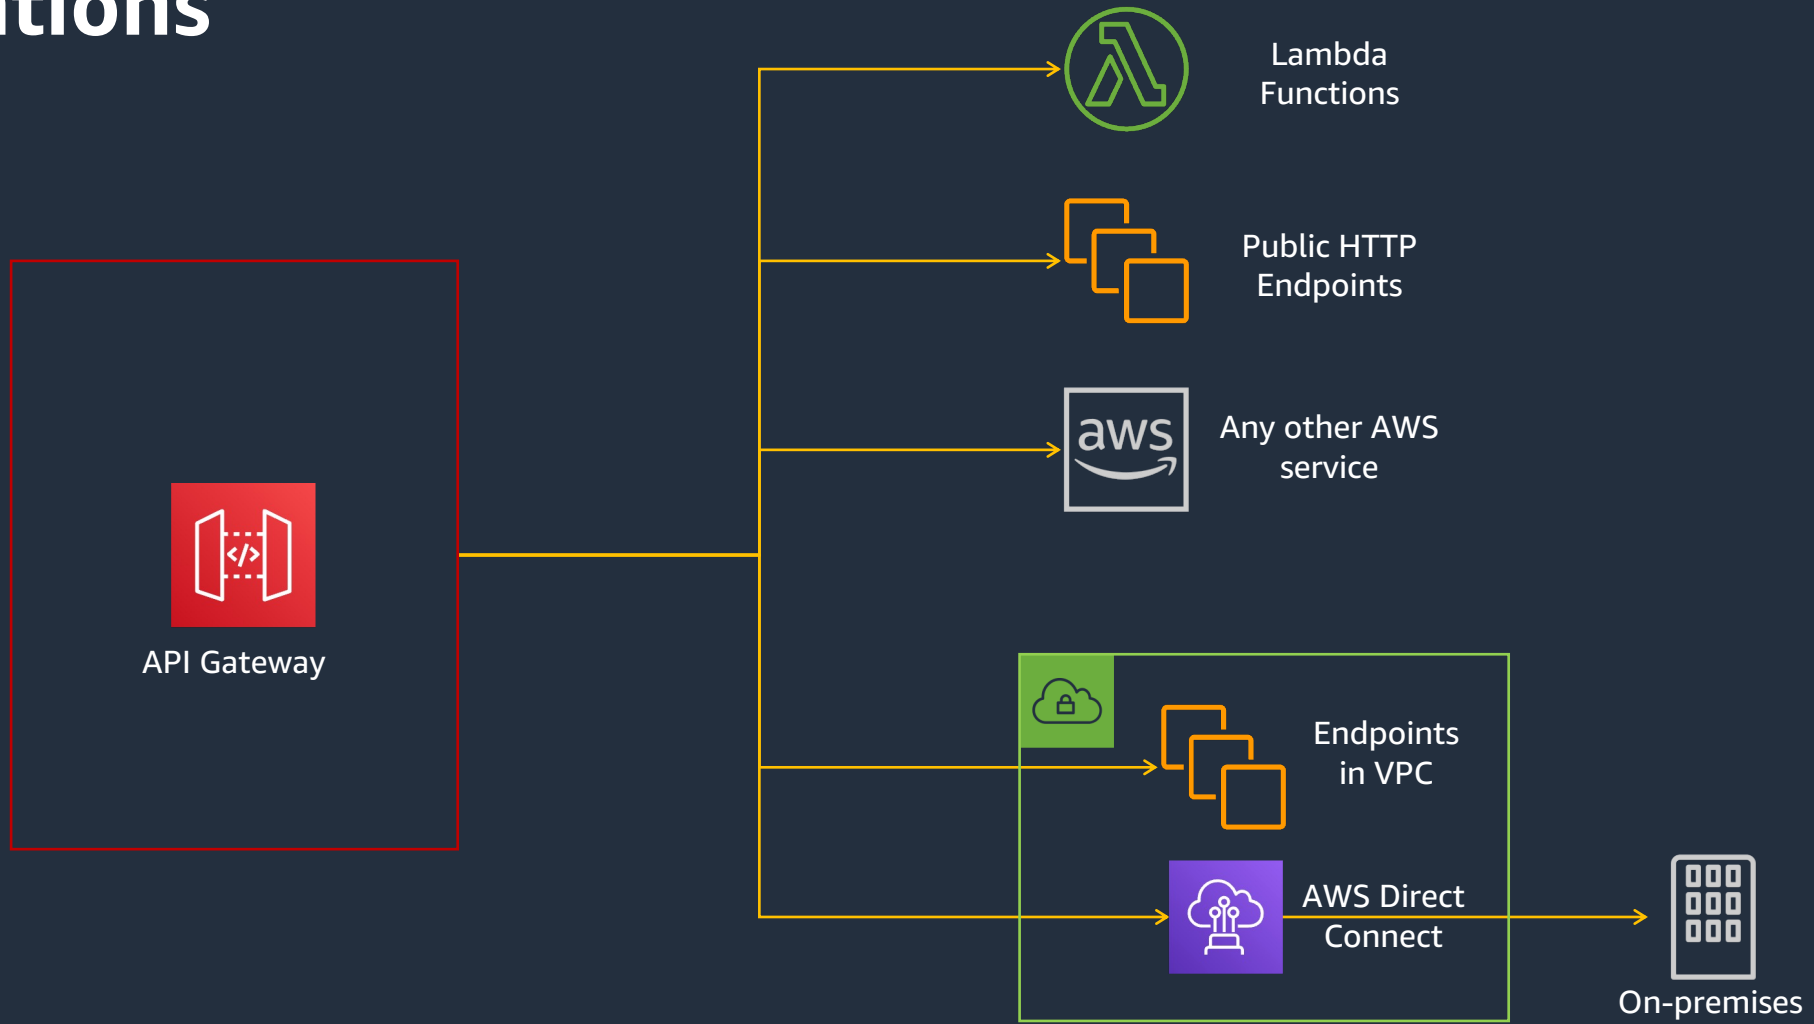 Lambda
Functions
Public HTTP
Endpoints
aws
Any other AWS
service
</>
API Gateway
Endpoints
in VPC
AWS Direct
Connect
On-premises